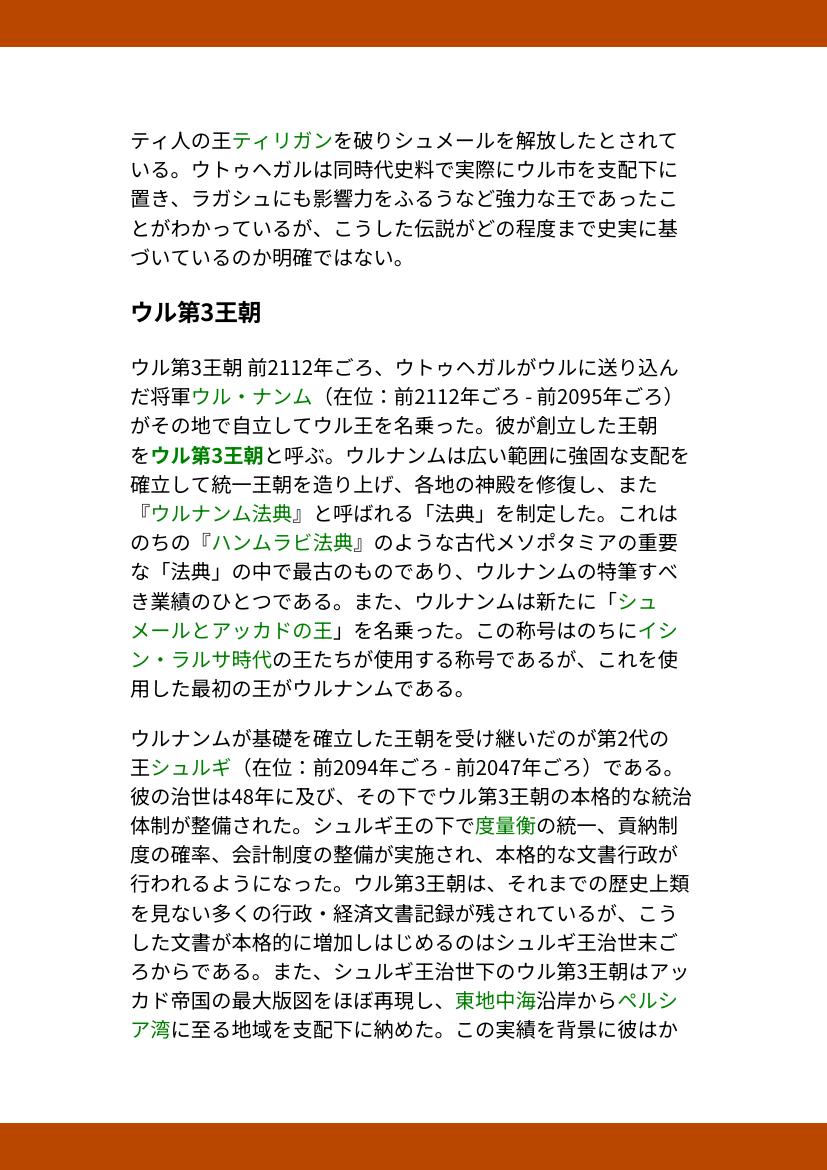 ティ人の王ティリガンを破りシュメールを解放したとされて
いる。ウトゥヘガルは同時代史料で実際にウル市を支配下に
置き、ラガシュにも影響力をふるうなど強力な王であったこ
とがわかっているが、こうした伝説がどの程度まで史実に基
づいているのか明確ではない。
ウル第3王朝
ウル第3王朝 前2112年ごろ、ウトゥヘガルがウルに送り込ん
だ将軍ウル・ナンム（在位：前2112年ごろ - 前2095年ごろ）
がその地で自立してウル王を名乗った。彼が創立した王朝
をウル第3王朝と呼ぶ。ウルナンムは広い範囲に強固な支配を
確立して統一王朝を造り上げ、各地の神殿を修復し、また
『ウルナンム法典』と呼ばれる「法典」を制定した。これは
のちの『ハンムラビ法典』のような古代メソポタミアの重要
な「法典」の中で最古のものであり、ウルナンムの特筆すべ
き業績のひとつである。また、ウルナンムは新たに「シュ
メールとアッカドの王」を名乗った。この称号はのちにイシ
ン・ラルサ時代の王たちが使用する称号であるが、これを使
用した最初の王がウルナンムである。
ウルナンムが基礎を確立した王朝を受け継いだのが第2代の
王シュルギ（在位：前2094年ごろ - 前2047年ごろ）である。
彼の治世は48年に及び、その下でウル第3王朝の本格的な統治
体制が整備された。シュルギ王の下で度量衡の統一、貢納制
度の確率、会計制度の整備が実施され、本格的な文書行政が
行われるようになった。ウル第3王朝は、それまでの歴史上類
を見ない多くの行政・経済文書記録が残されているが、こう
した文書が本格的に増加しはじめるのはシュルギ王治世末ご
ろからである。また、シュルギ王治世下のウル第3王朝はアッ
カド帝国の最大版図をほぼ再現し、東地中海沿岸からペルシ
ア湾に至る地域を支配下に納めた。この実績を背景に彼はか